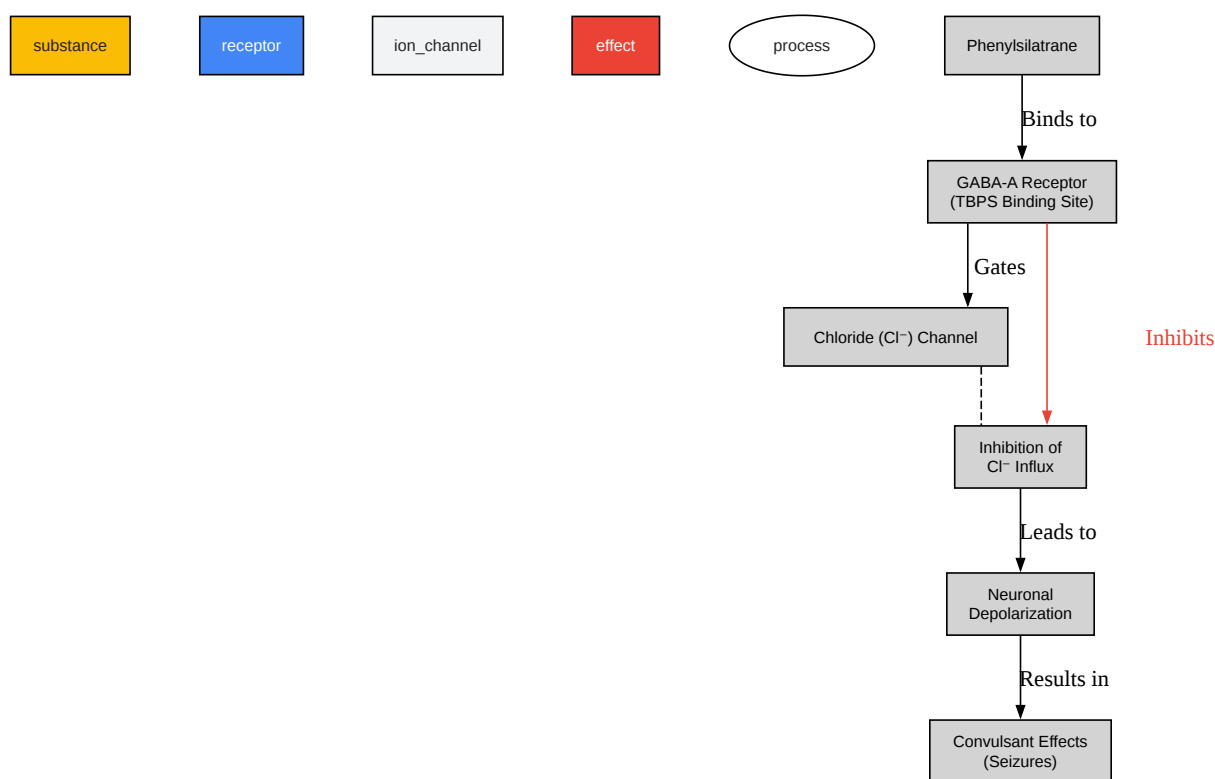 substance
receptor
ion_channel
effect
process
Phenylsilatrane
Binds to
GABA-A Receptor
(TBPS Binding Site)
Gates
Chloride (Cl⁻) Channel
Inhibits
Inhibition of
Cl⁻ Influx
Leads to
Neuronal
Depolarization
Results in
Convulsant Effects
(Seizures)